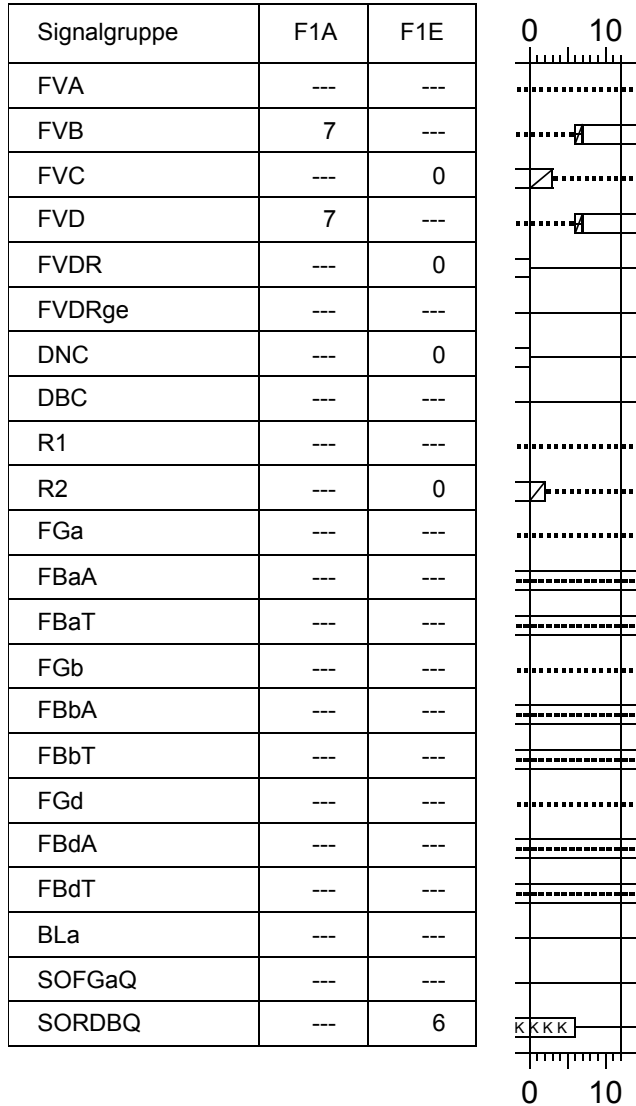 Signalgruppe F1A F1E 0 10
FVA --- ---
FVB 7 ---
FVC --- 0
FVD 7 ---
FVDR --- 0
FVDRge --- ---
DNC --- 0
DBC --- ---
R1 --- ---
R2 --- 0
FGa --- ---
FBaA --- ---
FBaT --- ---
FGb --- ---
FBbA --- ---
FBbT --- ---
FGd --- ---
FBdA --- ---
FBdT --- ---
BLa --- ---
SOFGaQ --- ---
SORDBQ --- 6 K K K K
0 10